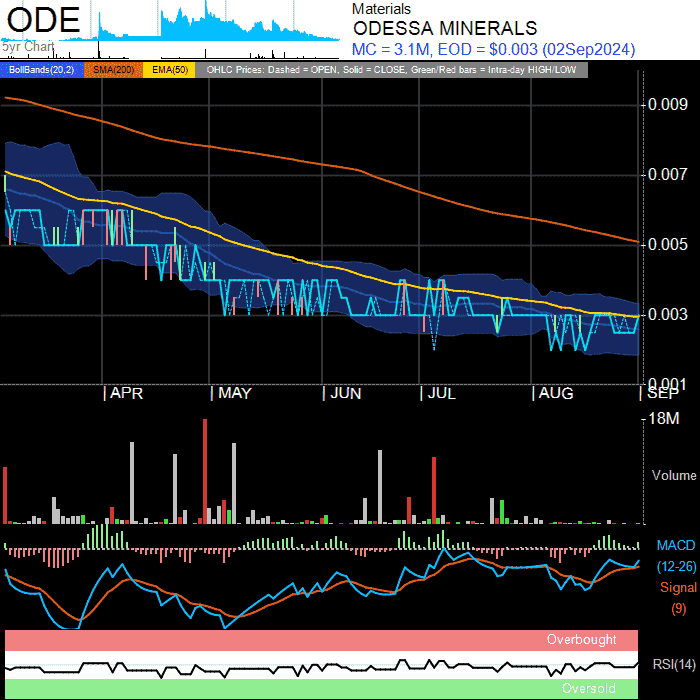 ODE
5yr Chart
Materials
ODESSA MINERALS
MC = 3.1M, EOD = $0.003 (02Sep2024)
BollBands(20,2) SMA(200) EMA(50) OHLC Prices: Dashed = OPEN, Solid = CLOSE, Green/Red bars = Intra-day HIGH/LOW
0.009
0.007
0.005
0.003
0.001
| APR | MAY | JUN | JUL | AUG | SEP
18M
Volume
MACD
(12-26)
Signal
(9)
Overbought
RSI(14)
Oversold